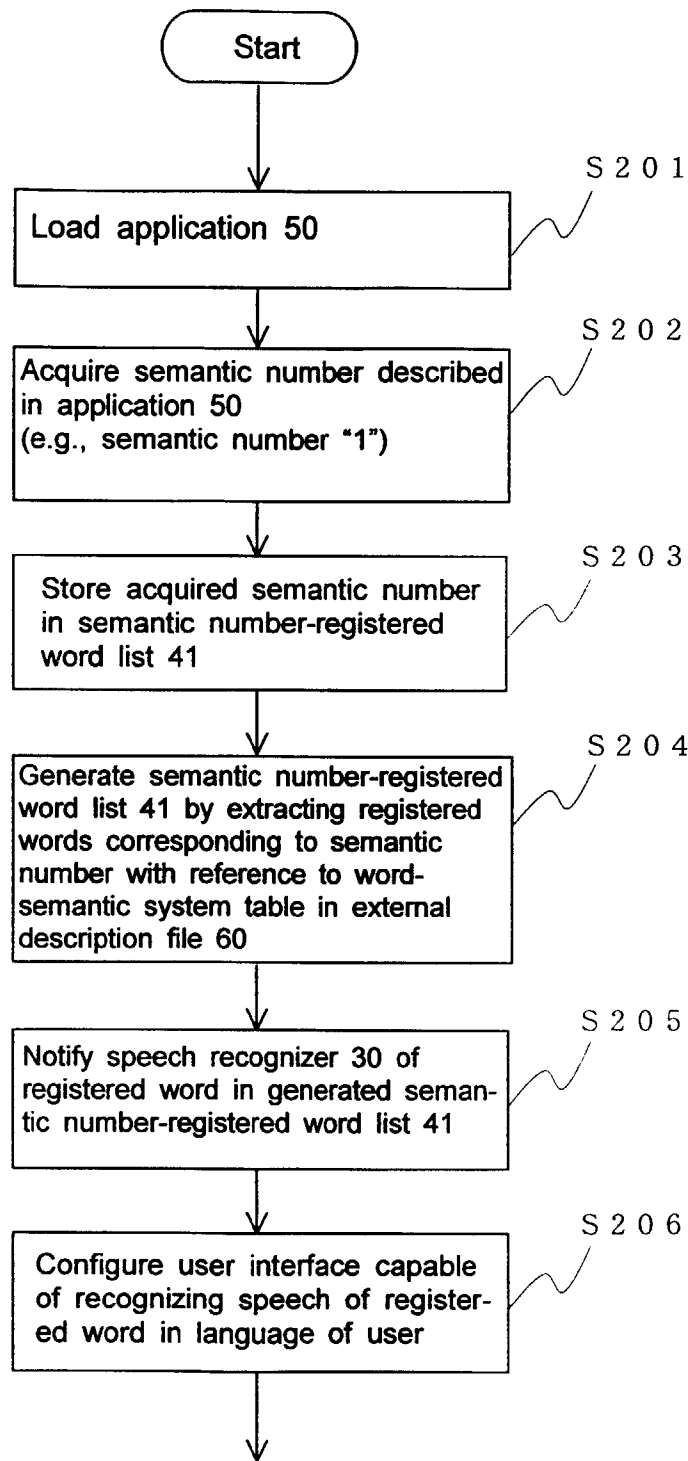 Start
S201
Load application 50
S202
Acquire semantic number described
in application 50
(e.g., semantic number “1”)
S203
Store acquired semantic number
in semantic number-registered
word list 41
S204
Generate semantic number-registered
word list 41 by extracting registered
words corresponding to semantic
number with reference to word-
semantic system table in external
description file 60
S205
Notify speech recognizer 30 of
registered word in generated seman-
tic number-registered word list 41
S206
Configure user interface capable
of recognizing speech of register-
ed word in language of user